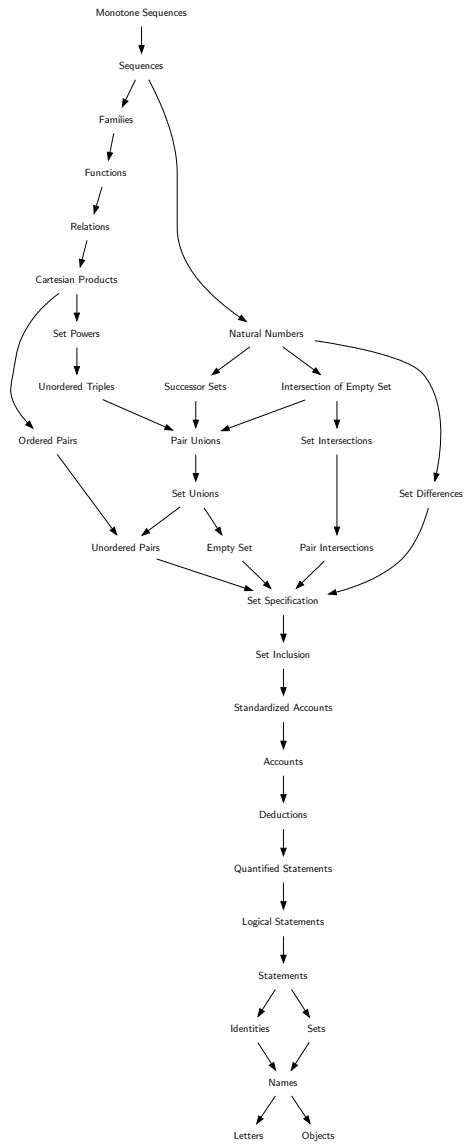 Monotone Sequences
Sequences
Families
Functions
Relations
Cartesian Products
Set Powers
Natural Numbers
Unordered Triples
Successor Sets
Intersection of Empty Set
Ordered Pairs
Pair Unions
Set Intersections
Set Unions
Set Differences
Unordered Pairs
Empty Set
Pair Intersections
Set Specification
Set Inclusion
Standardized Accounts
Accounts
Deductions
Quantified Statements
Logical Statements
Statements
Identities
Sets
Names
Letters
Objects